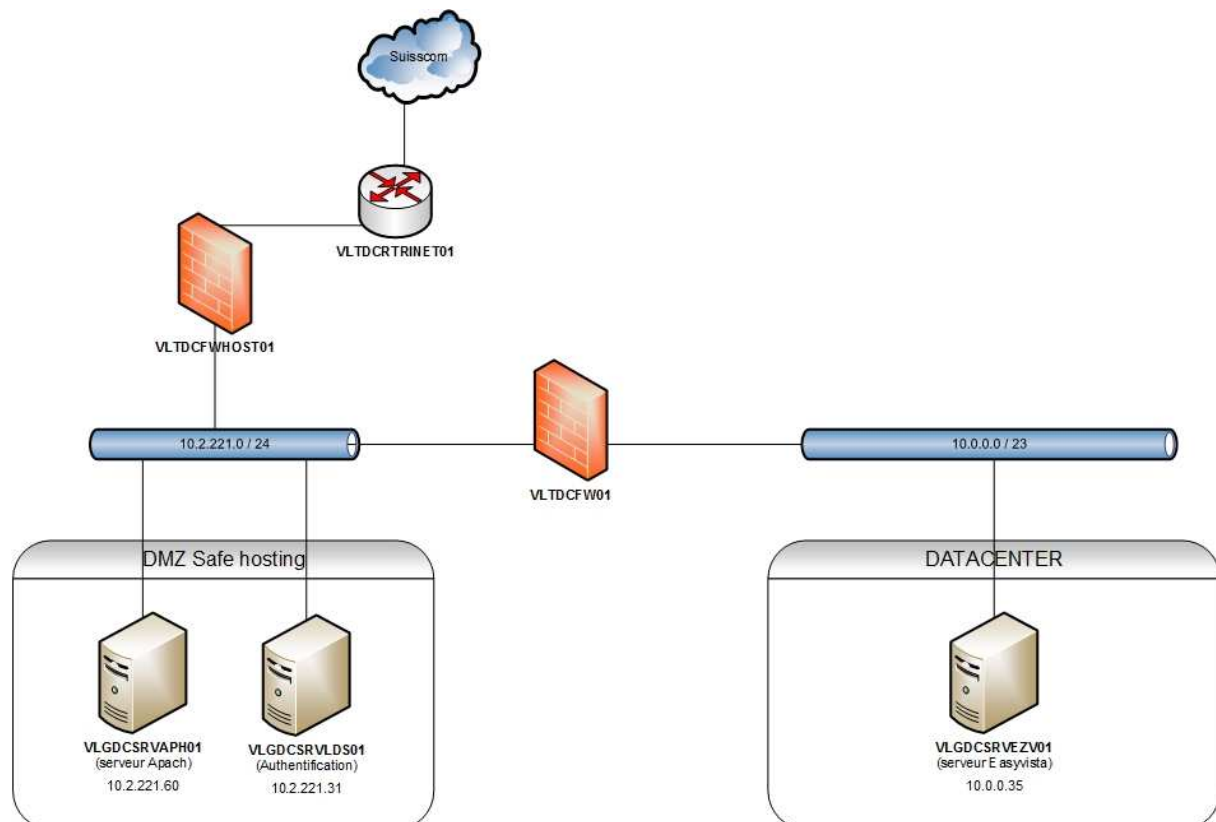 Suisscom
VLTDCRTRINET01
VLTDCFWHOST01
10.2.221.0 / 24
VLTDCFW01
10.0.0.0 / 23
DMZ Safe hosting
VLGDCSRVAPH01
(serveur Apach)
10.2.221.60
VLGDCSRVLDS01
(Authentification)
10.2.221.31
DATACENTER
VLGDCSRVEZV01
(serveur Easyvista)
10.0.0.35